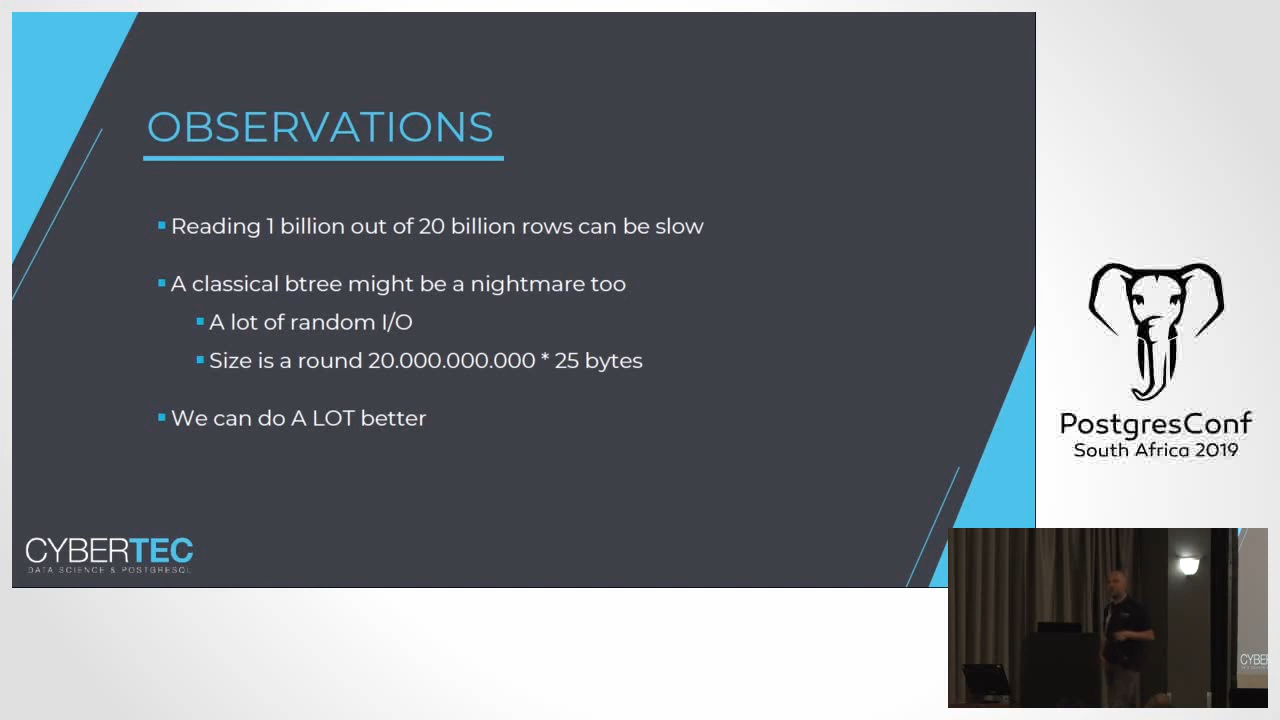 OBSERVATIONS
Reading 1 billion out of 20 billion rows can be slow
A classical btree might be a nightmare too
A lot of random I/O
Size is a round 20.000.000.000 * 25 bytes
We can do A LOT better
CYBERTEC
DATA SCIENCE & POSTGRESQL
PostgresConf
South Africa 2019
CYBER